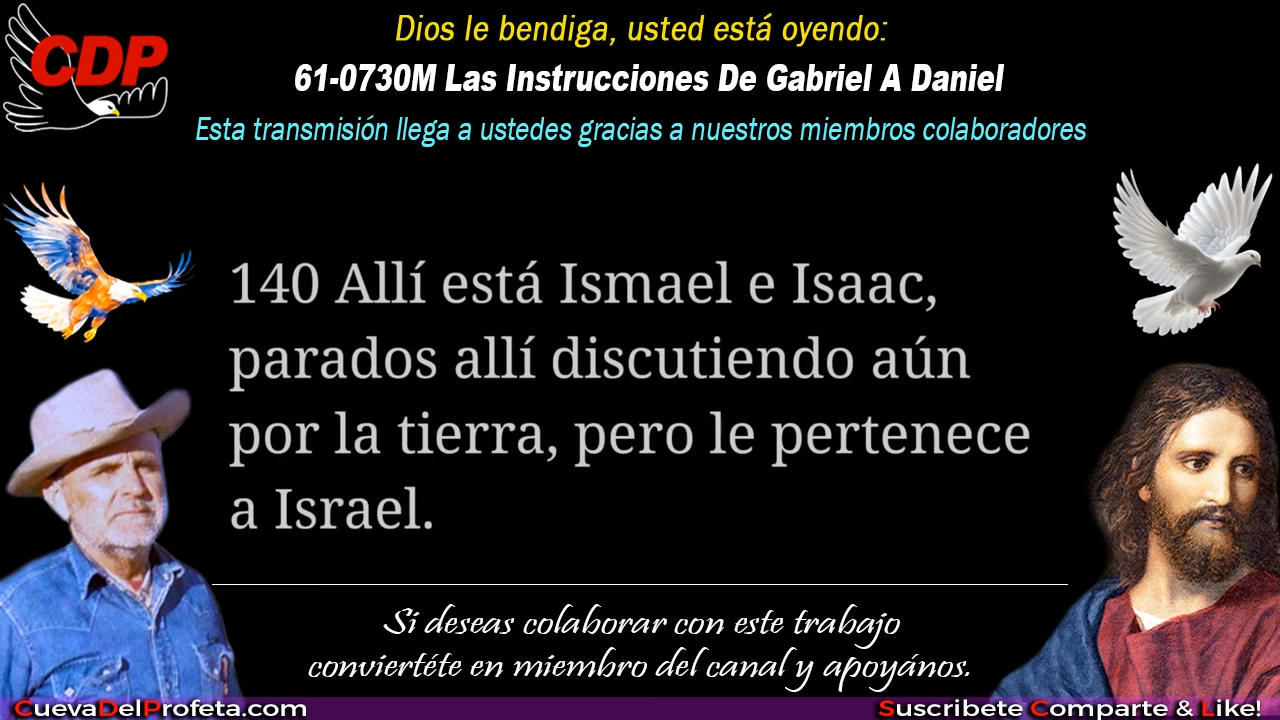 CDP
Dios le bendiga, usted está oyendo:
61-0730M Las Instrucciones De Gabriel A Daniel
Esta transmisión llega a ustedes gracias a nuestros miembros colaboradores
140 Allí está Ismael e Isaac,
parados allí discutiendo aún
por la tierra, pero le pertenece
a Israel.
Si deseas colaborar con este trabajo
conviertéte en miembro del canal y apoyános.
CuevaDelProfeta.com
Suscribete Comparte & Like!